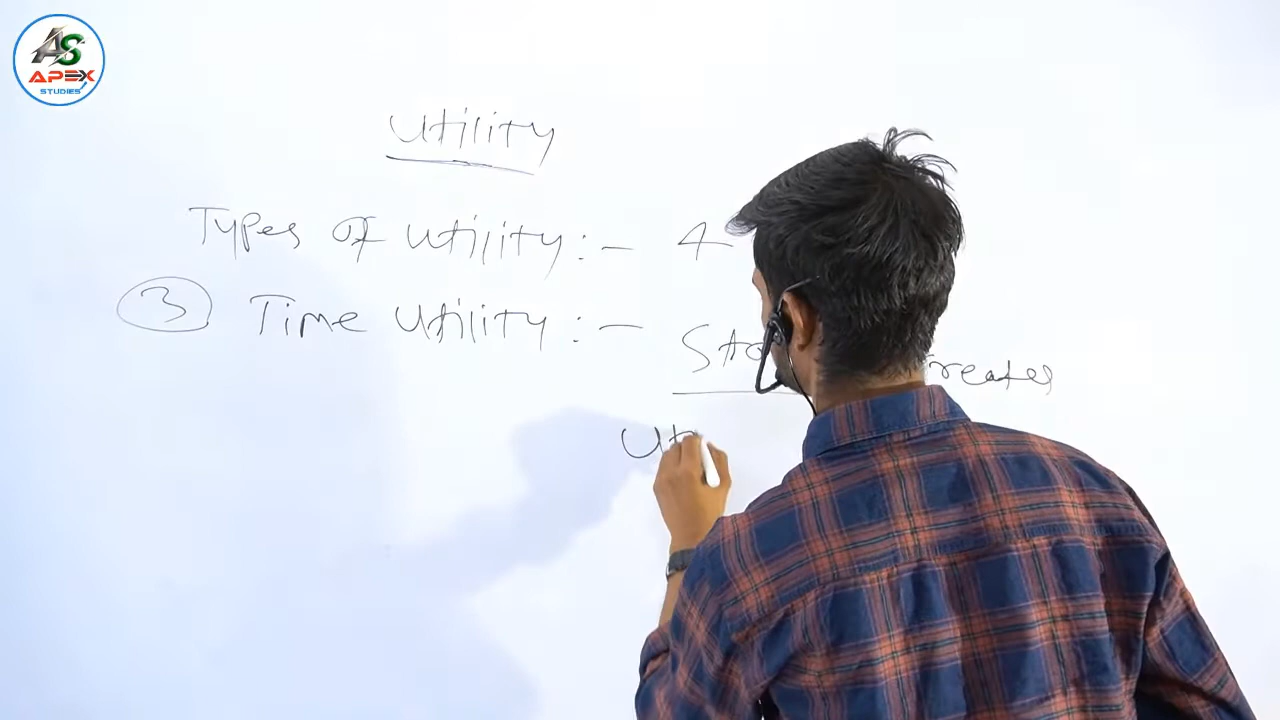 AS
APEX
STUDIES
Utility
Types of Utility :- 4
③ Time Utility :-